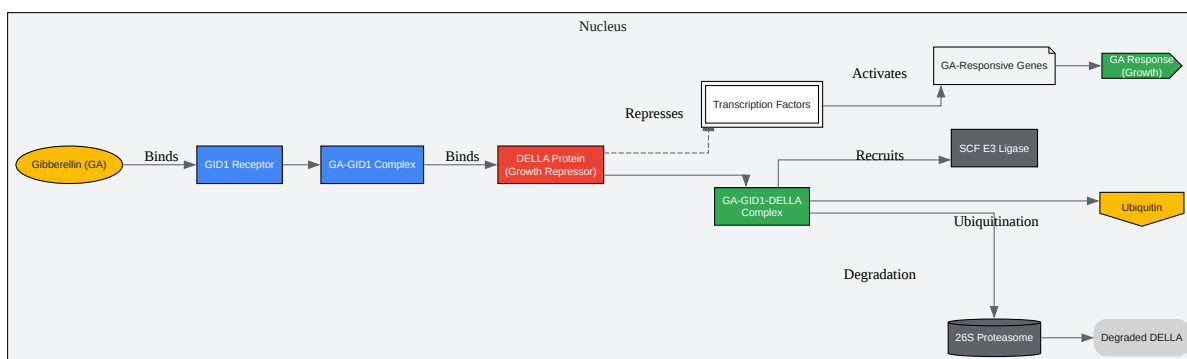 Nucleus
GA-Responsive Genes
GA Response
(Growth)
Activates
Transcription Factors
Represses
Gibberellin (GA)
Binds
GID1 Receptor
GA-GID1 Complex
Binds
DELLA Protein
(Growth Repressor)
Recruits
SCF E3 Ligase
GA-GID1-DELLA
Complex
Ubiquitin
Ubiquitination
Degradation
26S Proteasome
Degraded DELLA